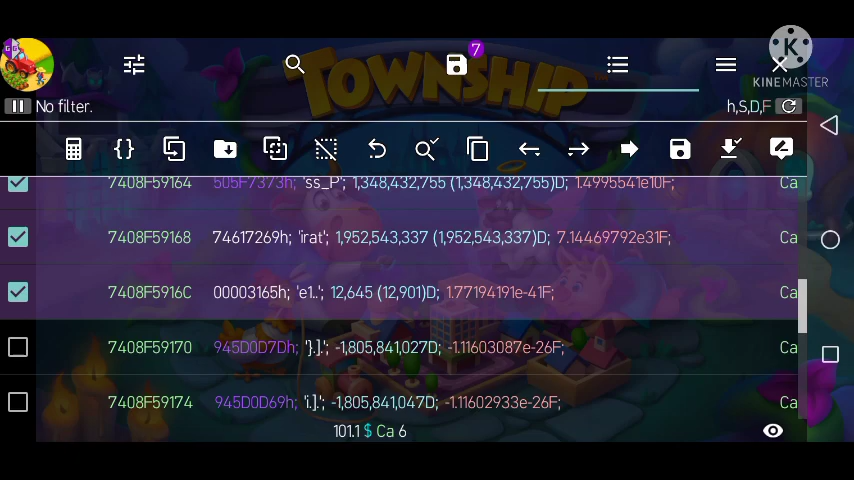 7
K
KINEMASTER
TOWNSHIP
No filter.
h,S,D,F
7408F59164 505F7373h; 'ss_P'; 1,348,432,755 (1,348,432,755)D; 1.4995541e10F; Ca
7408F59168 74617269h; 'irat'; 1,952,543,337 (1,952,543,337)D; 7.14469792e31F; Ca
7408F5916C 00003165h; 'e1..'; 12,645 (12,901)D; 1.77194191e-41F; Ca
7408F59170 945D0D7Dh; '}.].'; -1,805,841,027D; -1.11603087e-26F; Ca
7408F59174 945D0D69h; 'i.].'; -1,805,841,047D; -1.11602933e-26F; Ca
101.1 $ Ca 6